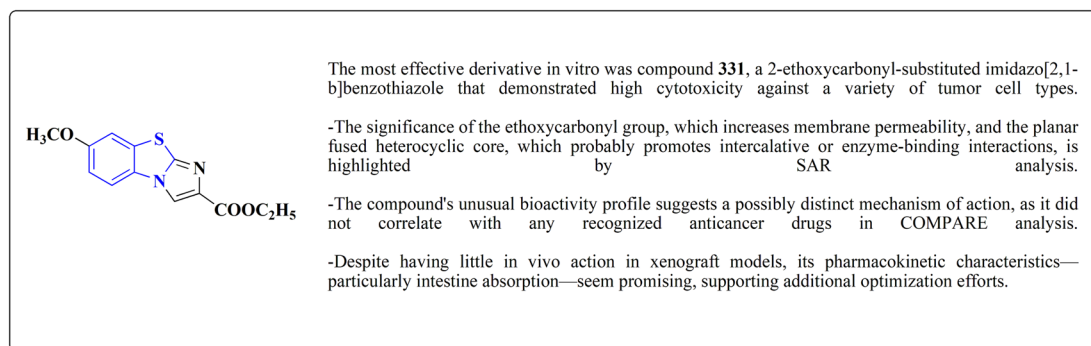 The most effective derivative in vitro was compound 331, a 2-ethoxycarbonyl-substituted imidazo[2,1-
b]benzothiazole that demonstrated high cytotoxicity against a variety of tumor cell types.
-The significance of the ethoxycarbonyl group, which increases membrane permeability, and the planar
fused heterocyclic core, which probably promotes intercalative or enzyme-binding interactions, is
highlighted by SAR analysis.
-The compound's unusual bioactivity profile suggests a possibly distinct mechanism of action, as it did
not correlate with any recognized anticancer drugs in COMPARE analysis.
-Despite having little in vivo action in xenograft models, its pharmacokinetic characteristics—
particularly intestine absorption—seem promising, supporting additional optimization efforts.
H₃CO
S
N
N
COOC₂H₅